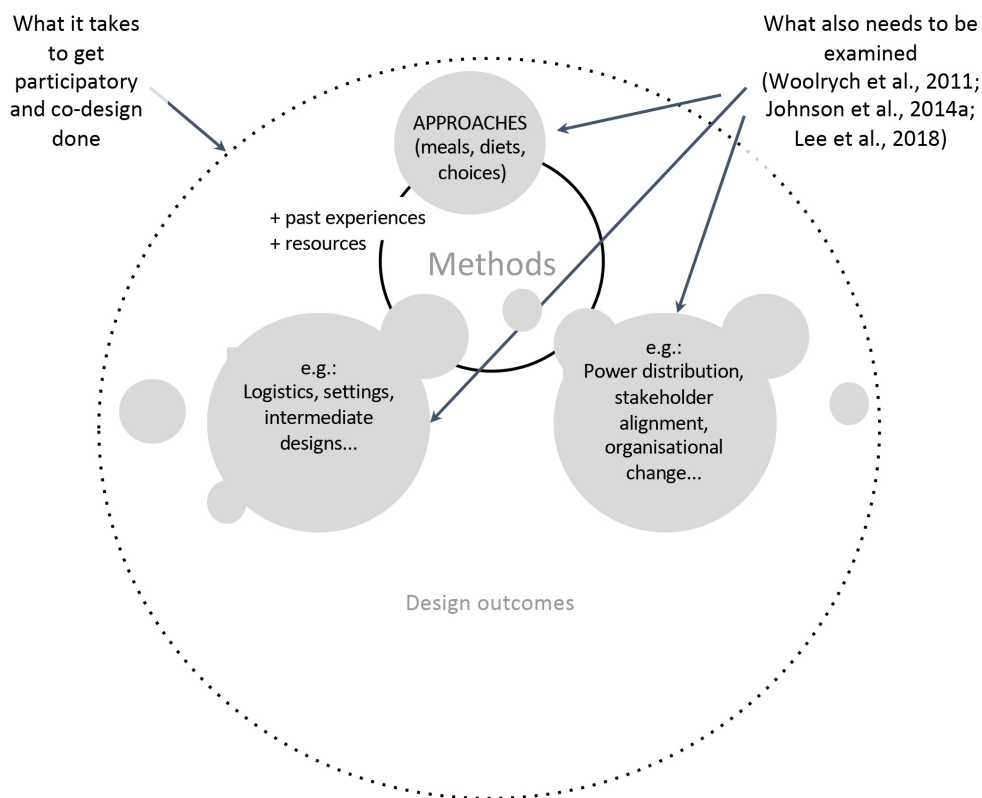 What it takes
to get
participatory
and co-design
done
What also needs to be
examined
(Woolrych et al., 2011;
Johnson et al., 2014a;
Lee et al., 2018)
APPROACHES
(meals, diets,
choices)
+ past experiences
+ resources
Methods
e.g.:
Logistics, settings,
intermediate
designs...
e.g.:
Power distribution,
stakeholder
alignment,
organisational
change...
Design outcomes